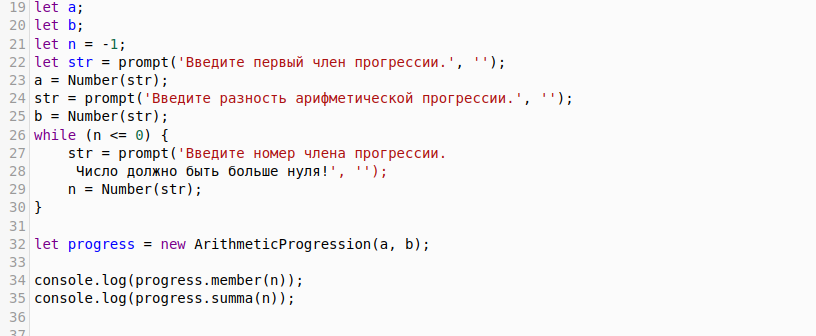 19 let a;
20 let b;
21 let n = -1;
22 let str = prompt('Введите первый член прогрессии.', '');
23 a = Number(str);
24 str = prompt('Введите разность арифметической прогрессии.', '');
25 b = Number(str);
26 while (n <= 0) {
27     str = prompt('Введите номер члена прогрессии.
28      Число должно быть больше нуля!', '');
29     n = Number(str);
30 }
31
32 let progress = new ArithmeticProgression(a, b);
33
34 console.log(progress.member(n));
35 console.log(progress.summa(n));
36
37